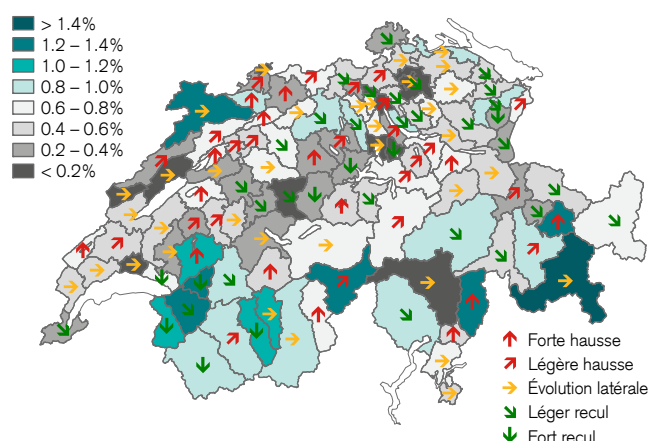 > 1.4%
1.2 – 1.4%
1.0 – 1.2%
0.8 – 1.0%
0.6 – 0.8%
0.4 – 0.6%
0.2 – 0.4%
< 0.2%
Forte hausse
Légère hausse
Évolution latérale
Léger recul
Fort recul